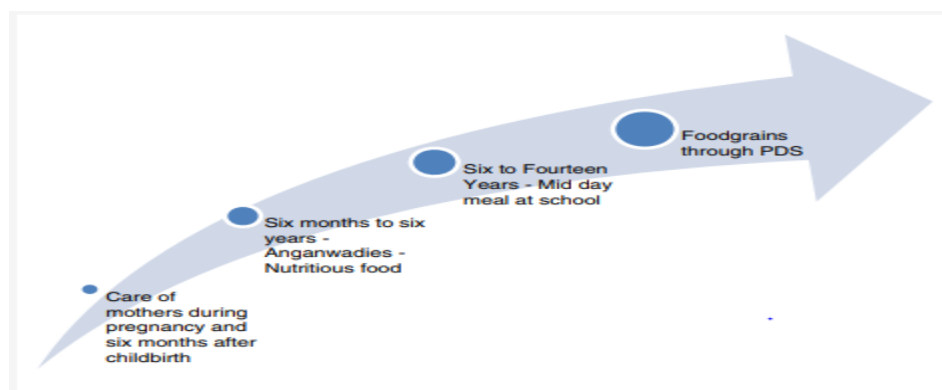 Care of
mothers during
pregnancy and
six months after
childbirth
Six months to six
years -
Anganwadies -
Nutritious food
Six to Fourteen
Years - Mid day
meal at school
Foodgrains
through PDS